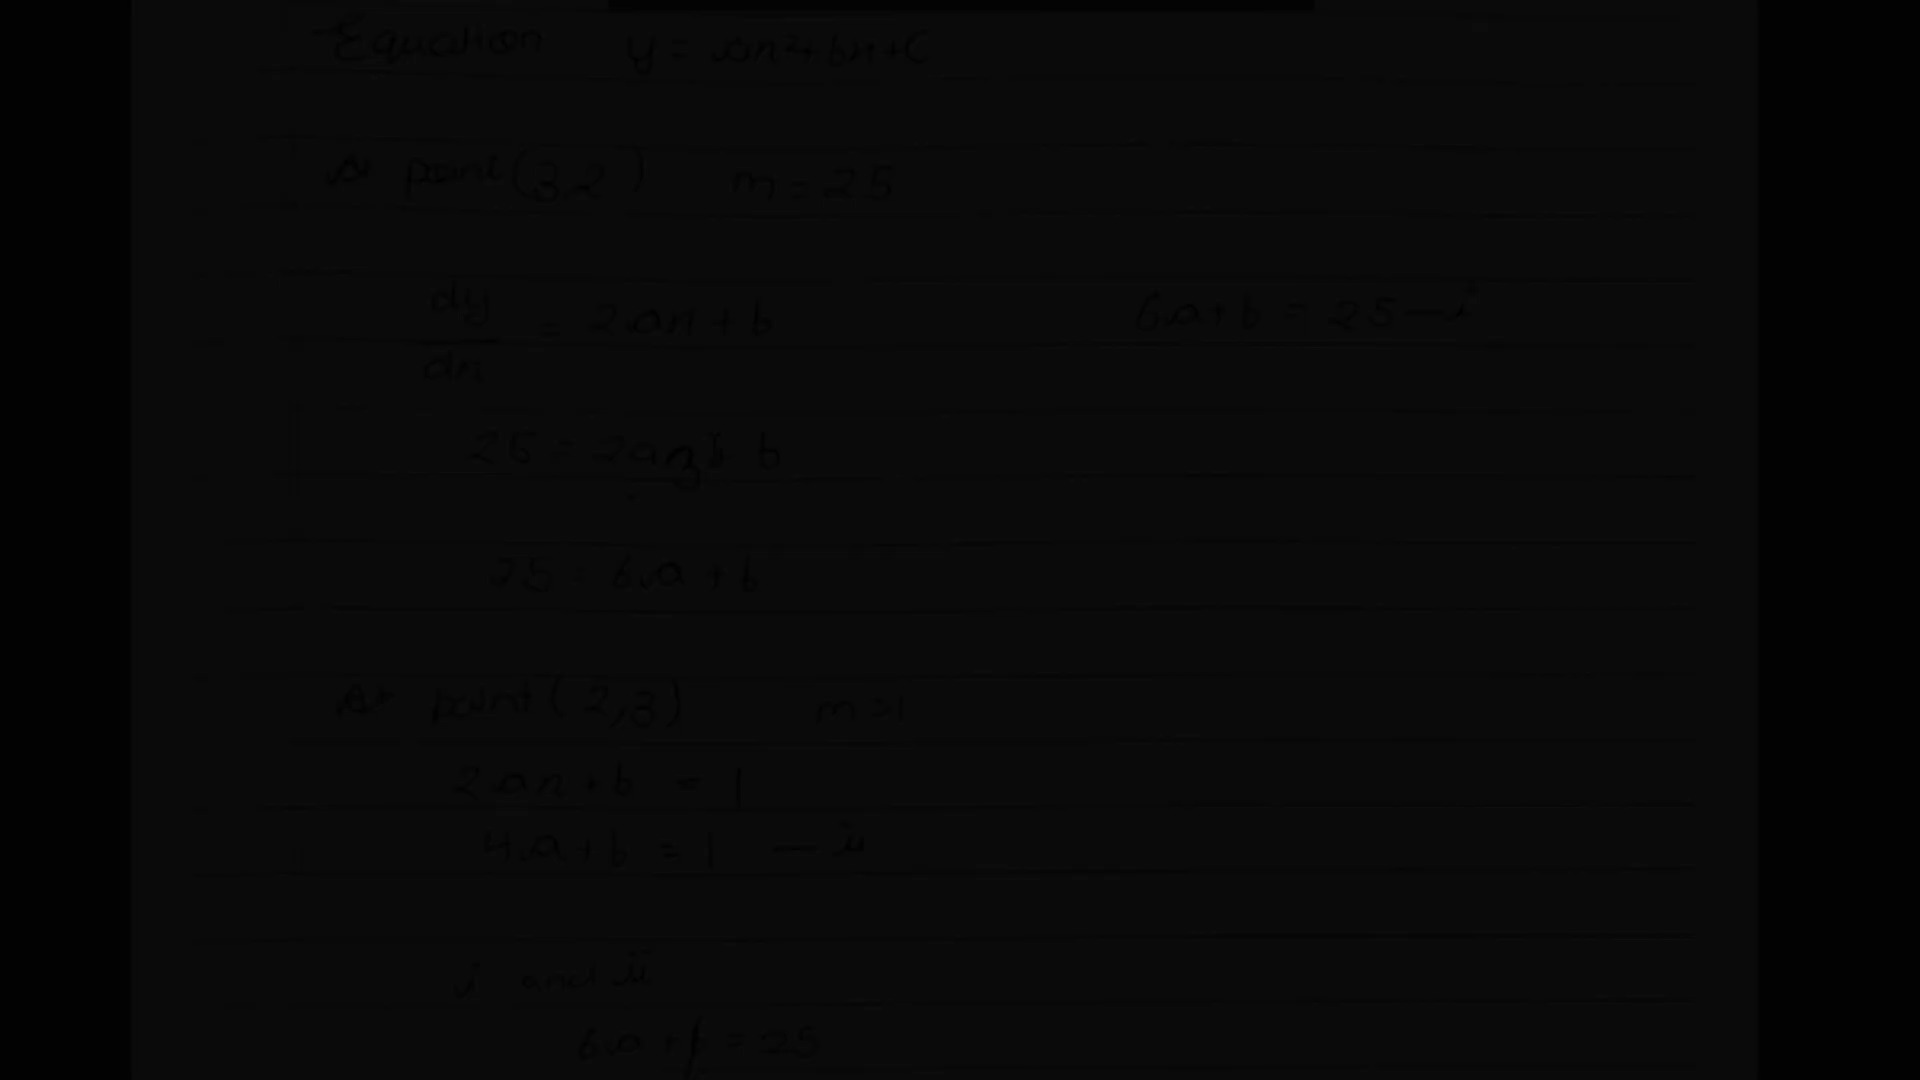 Equation y = ax²+bx+C
At point (3,2) m = 25
dy/dx = 2ax + b 6a+b = 25 — i
25 = 2a3 b
25 = 6a + b
At point (2,3) m = 1
2ax + b = 1
4a + b = 1 — ii
i and ii
6a + b = 25